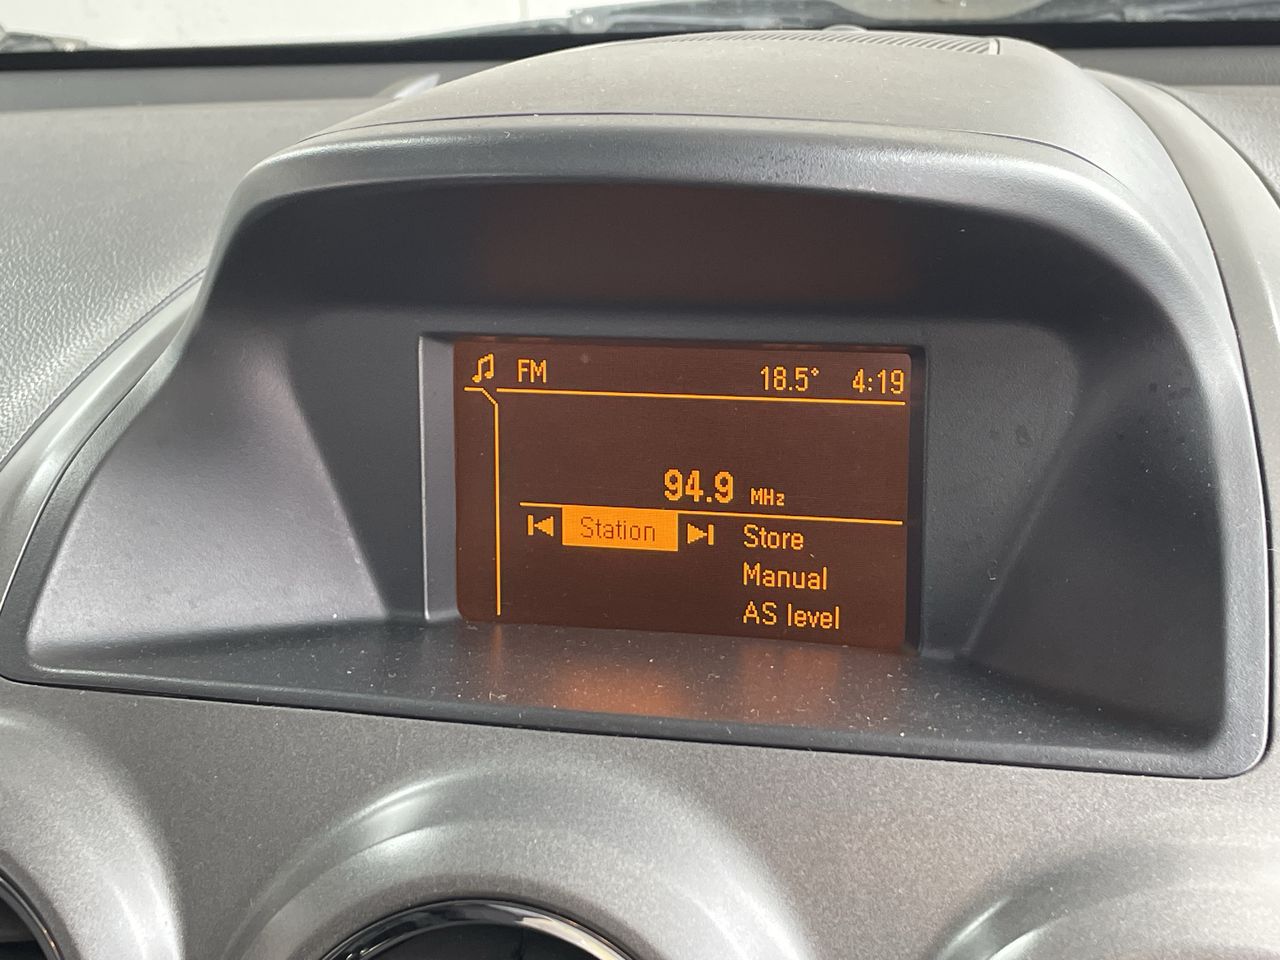 FM 18.5° 4:19
94.9 MHz
Station Store
Manual
AS level